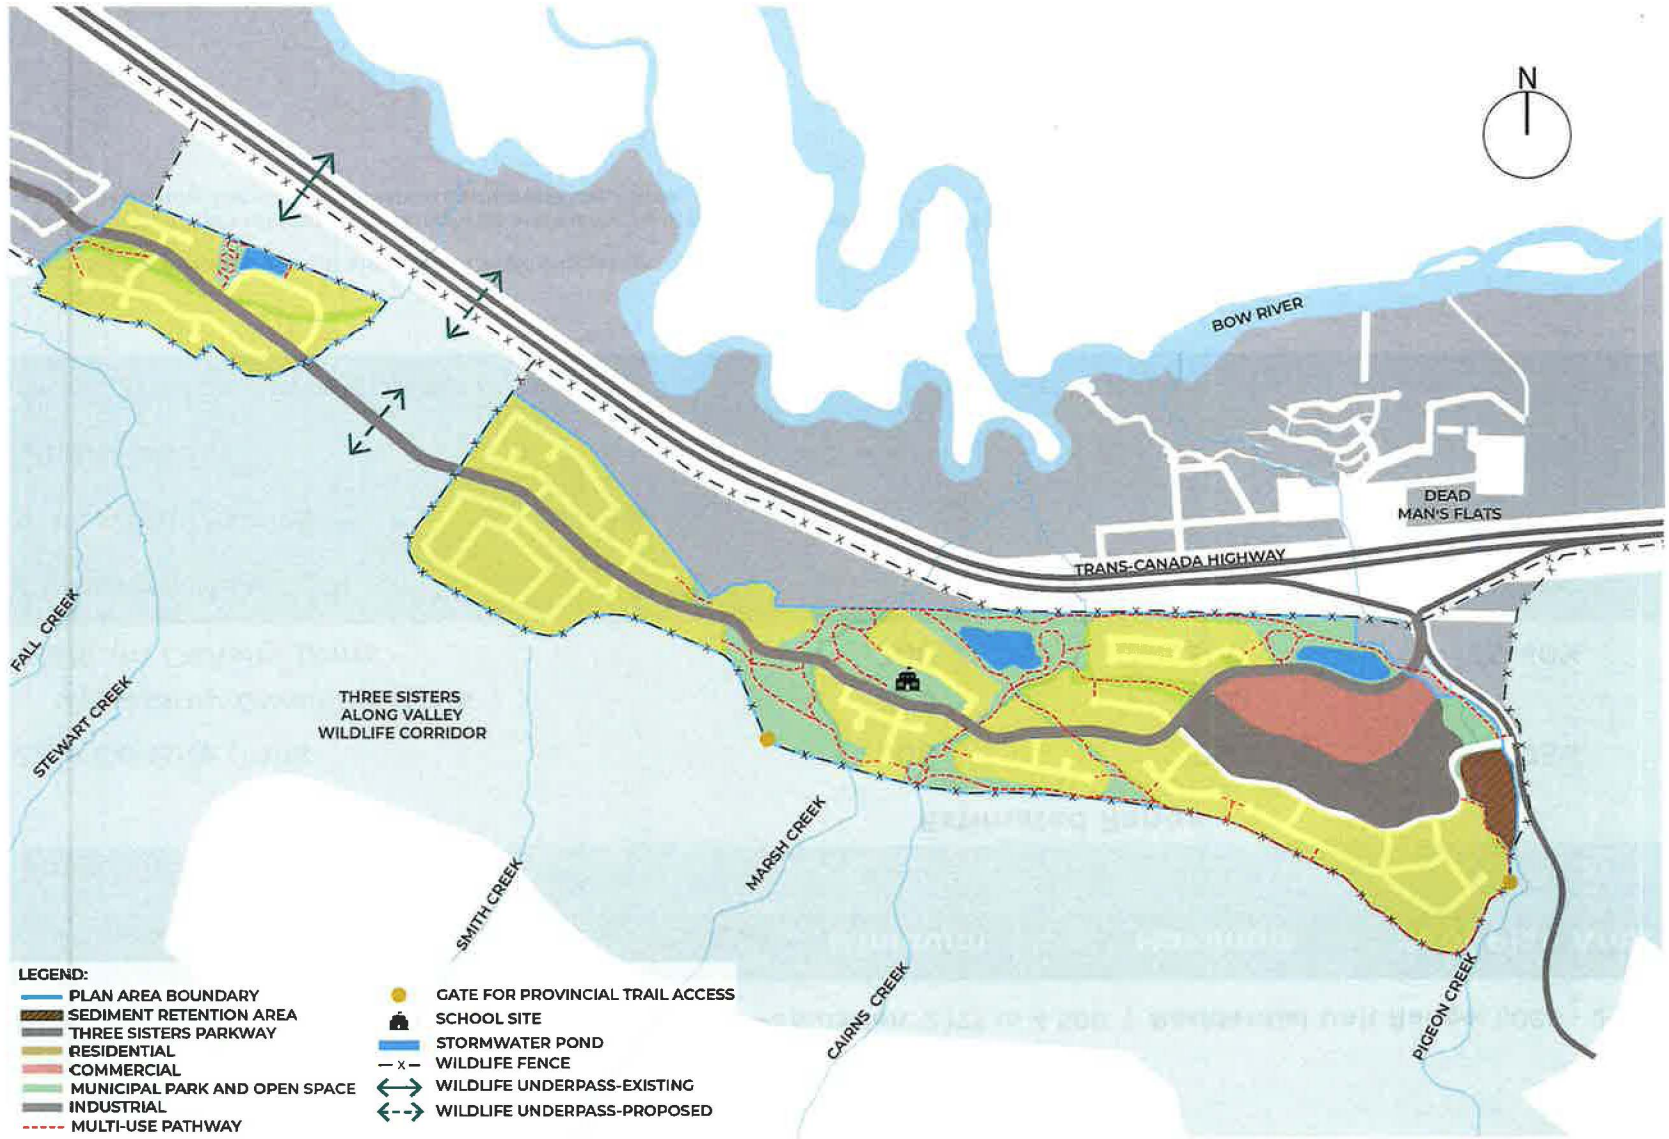 N
BOW RIVER
DEAD
MAN'S FLATS
TRANS-CANADA HIGHWAY
FALL CREEK
STEWART CREEK
THREE SISTERS
ALONG VALLEY
WILDLIFE CORRIDOR
SMITH CREEK
MARSH CREEK
CAIRNS CREEK
PIGEON CREEK
LEGEND:
PLAN AREA BOUNDARY
SEDIMENT RETENTION AREA
THREE SISTERS PARKWAY
RESIDENTIAL
COMMERCIAL
MUNICIPAL PARK AND OPEN SPACE
INDUSTRIAL
MULTI-USE PATHWAY
GATE FOR PROVINCIAL TRAIL ACCESS
SCHOOL SITE
STORMWATER POND
WILDLIFE FENCE
WILDLIFE UNDERPASS-EXISTING
WILDLIFE UNDERPASS-PROPOSED